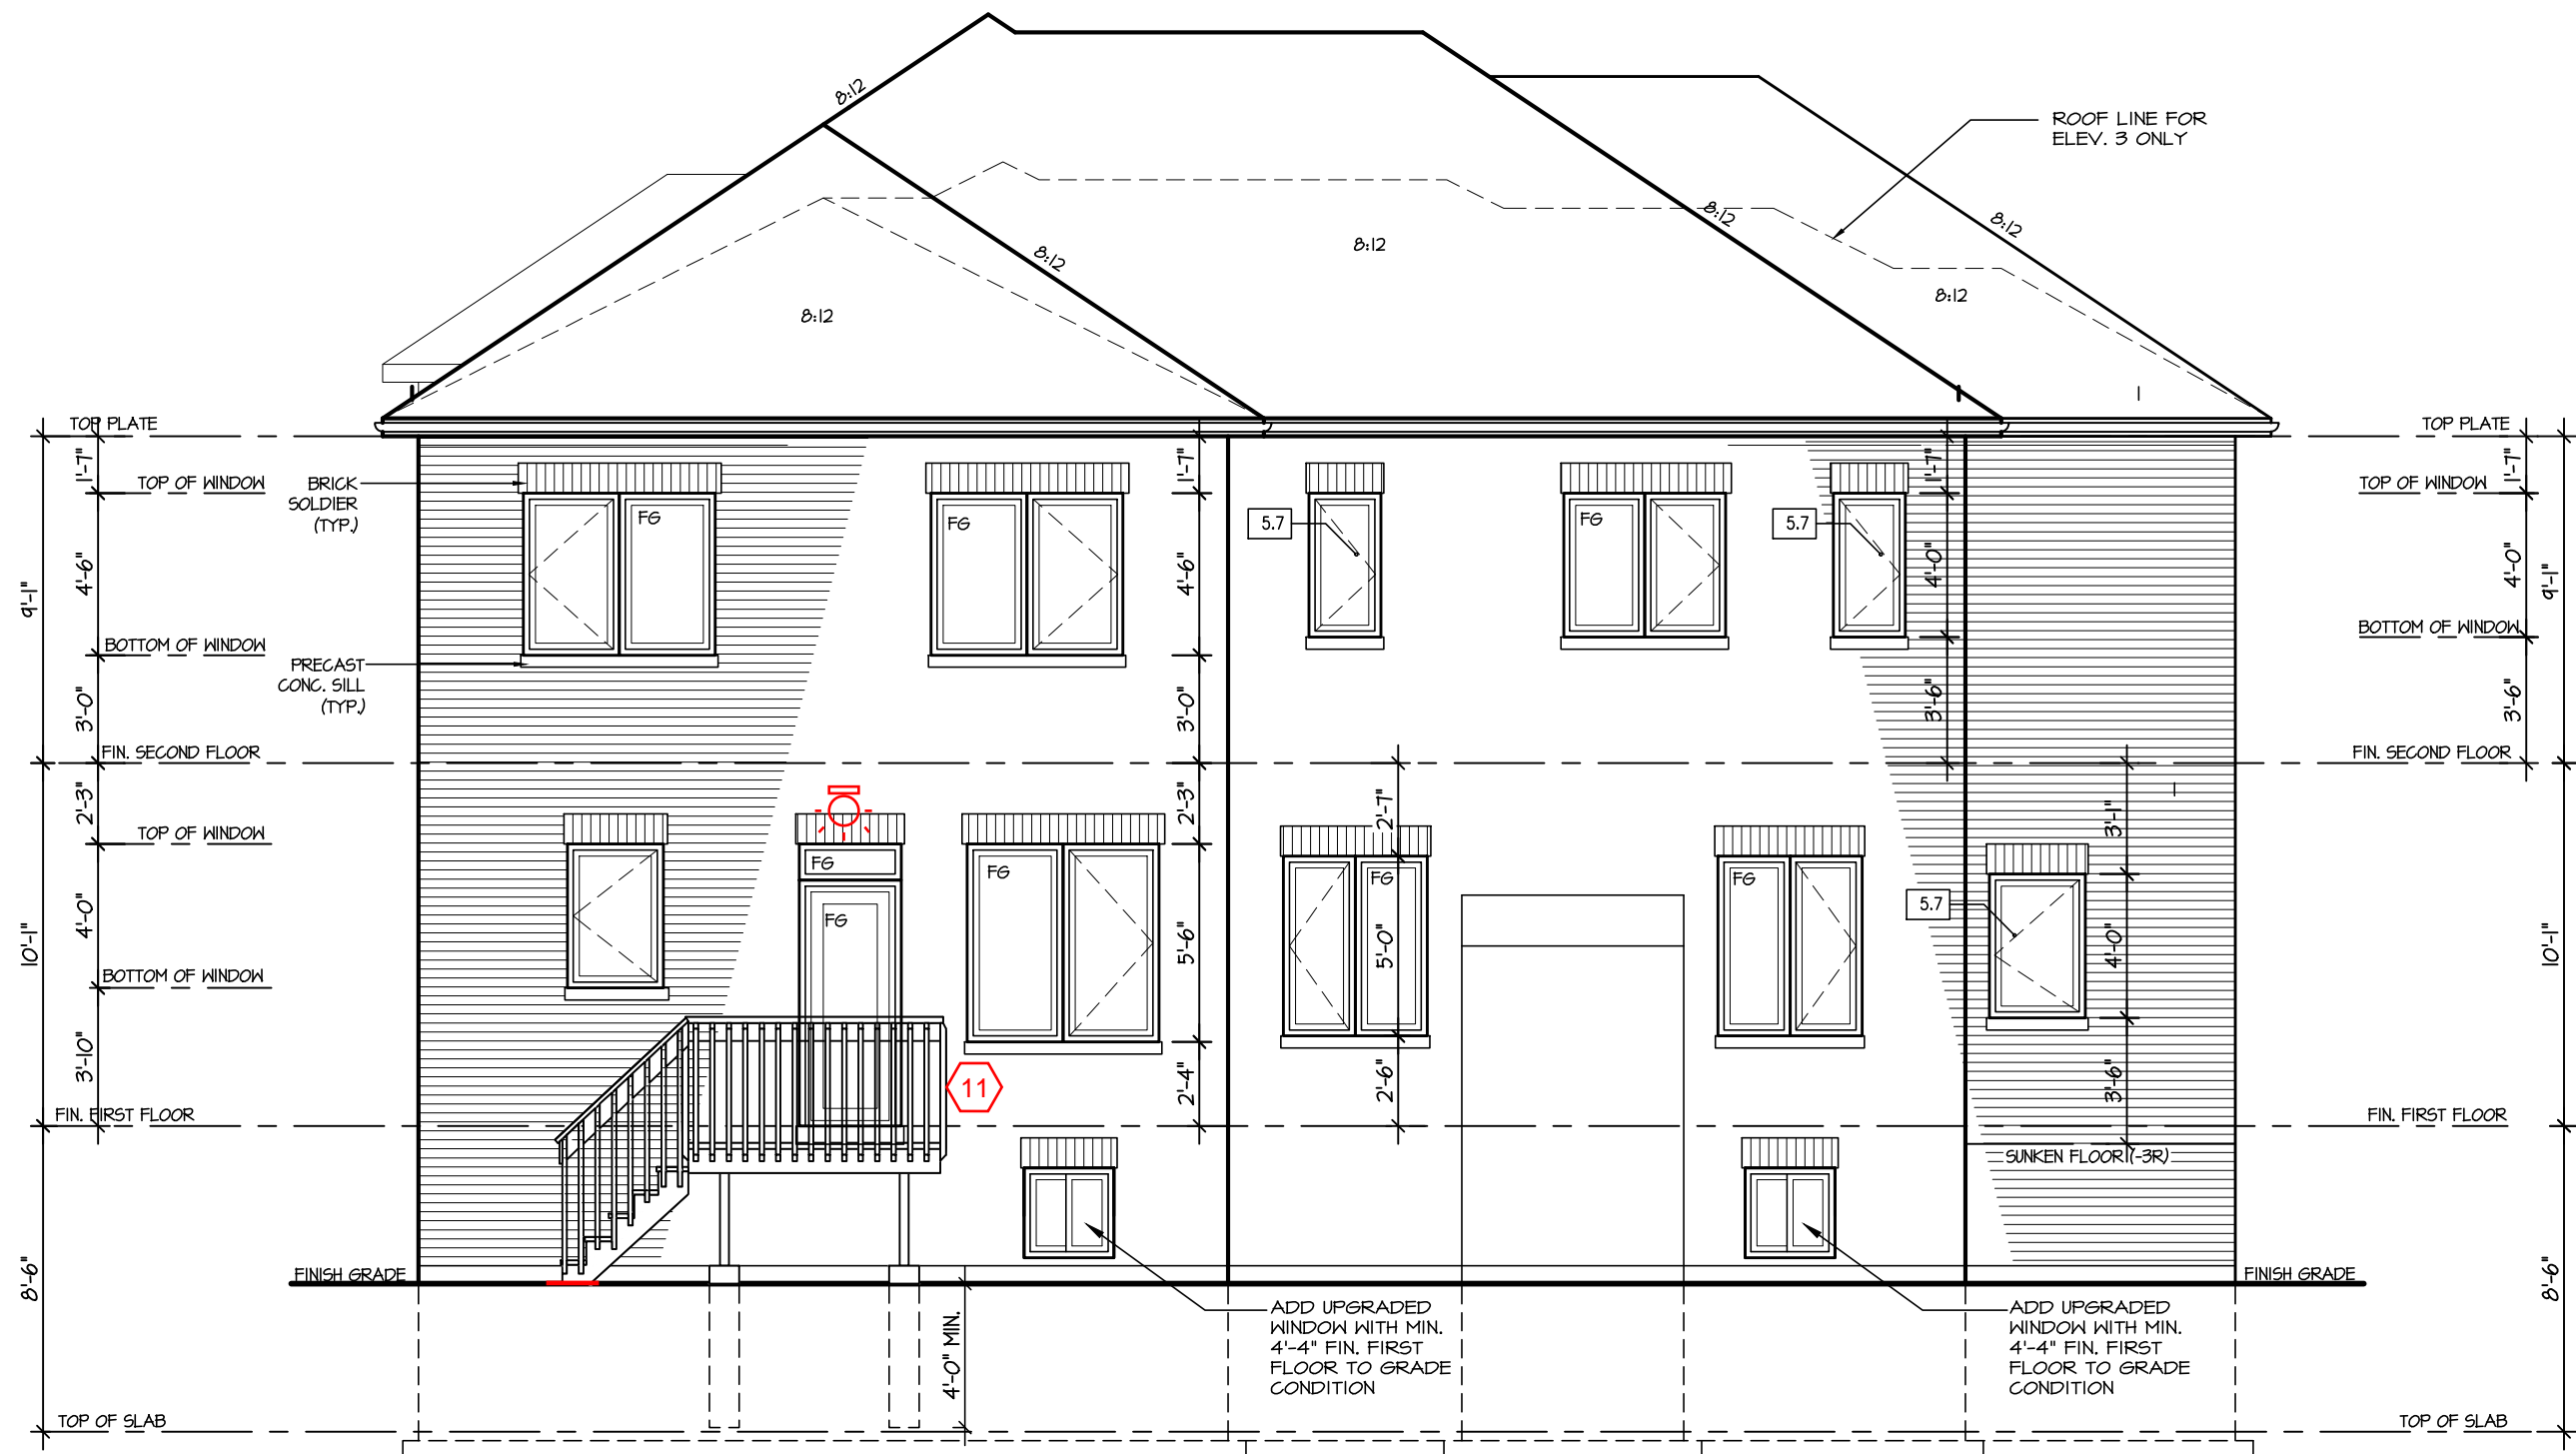 8:12
ROOF LINE FOR
ELEV. 3 ONLY
8:12
8:12
8:12
8:12
8:12
8:12
TOP PLATE
TOP PLATE
1'-7"
1'-7"
1'-7"
1'-7"
TOP OF WINDOW
TOP OF WINDOW
BRICK
SOLDIER
(TYP.)
FG
FG
5.7
FG
5.7
9'-1"
4'-6"
4'-6"
4'-0"
4'-0"
9'-1"
BOTTOM OF WINDOW
BOTTOM OF WINDOW
PRECAST
CONC. SILL
(TYP.)
3'-0"
3'-0"
3'-6"
3'-6"
FIN. SECOND FLOOR
FIN. SECOND FLOOR
2'-3"
2'-3"
2'-7"
3'-1"
TOP OF WINDOW
FG
FG
FG
FG
FG
5.7
10'-1"
4'-0"
5'-6"
5'-0"
4'-0"
10'-1"
BOTTOM OF WINDOW
3'-10"
11
2'-4"
2'-6"
3'-6"
FIN. FIRST FLOOR
FIN. FIRST FLOOR
SUNKEN FLOOR (-3R)
8'-6"
8'-6"
FINISH GRADE
FINISH GRADE
4'-0" MIN.
ADD UPGRADED
WINDOW WITH MIN.
4'-4" FIN. FIRST
FLOOR TO GRADE
CONDITION
ADD UPGRADED
WINDOW WITH MIN.
4'-4" FIN. FIRST
FLOOR TO GRADE
CONDITION
TOP OF SLAB
TOP OF SLAB